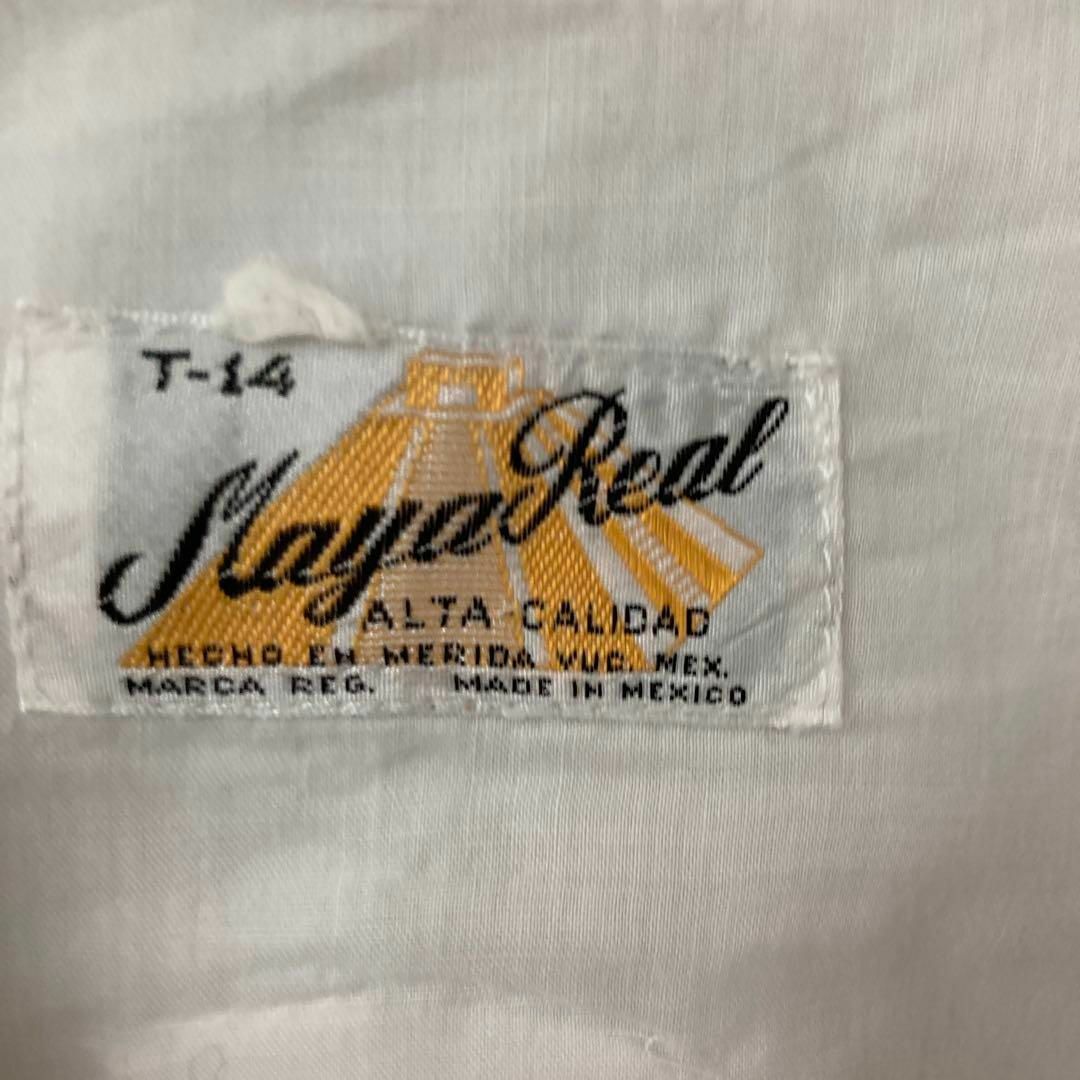 T-14
Maya Real
ALTA CALIDAD
HECHO EN MERIDA YUC. MEX.
MARCA REG. MADE IN MEXICO